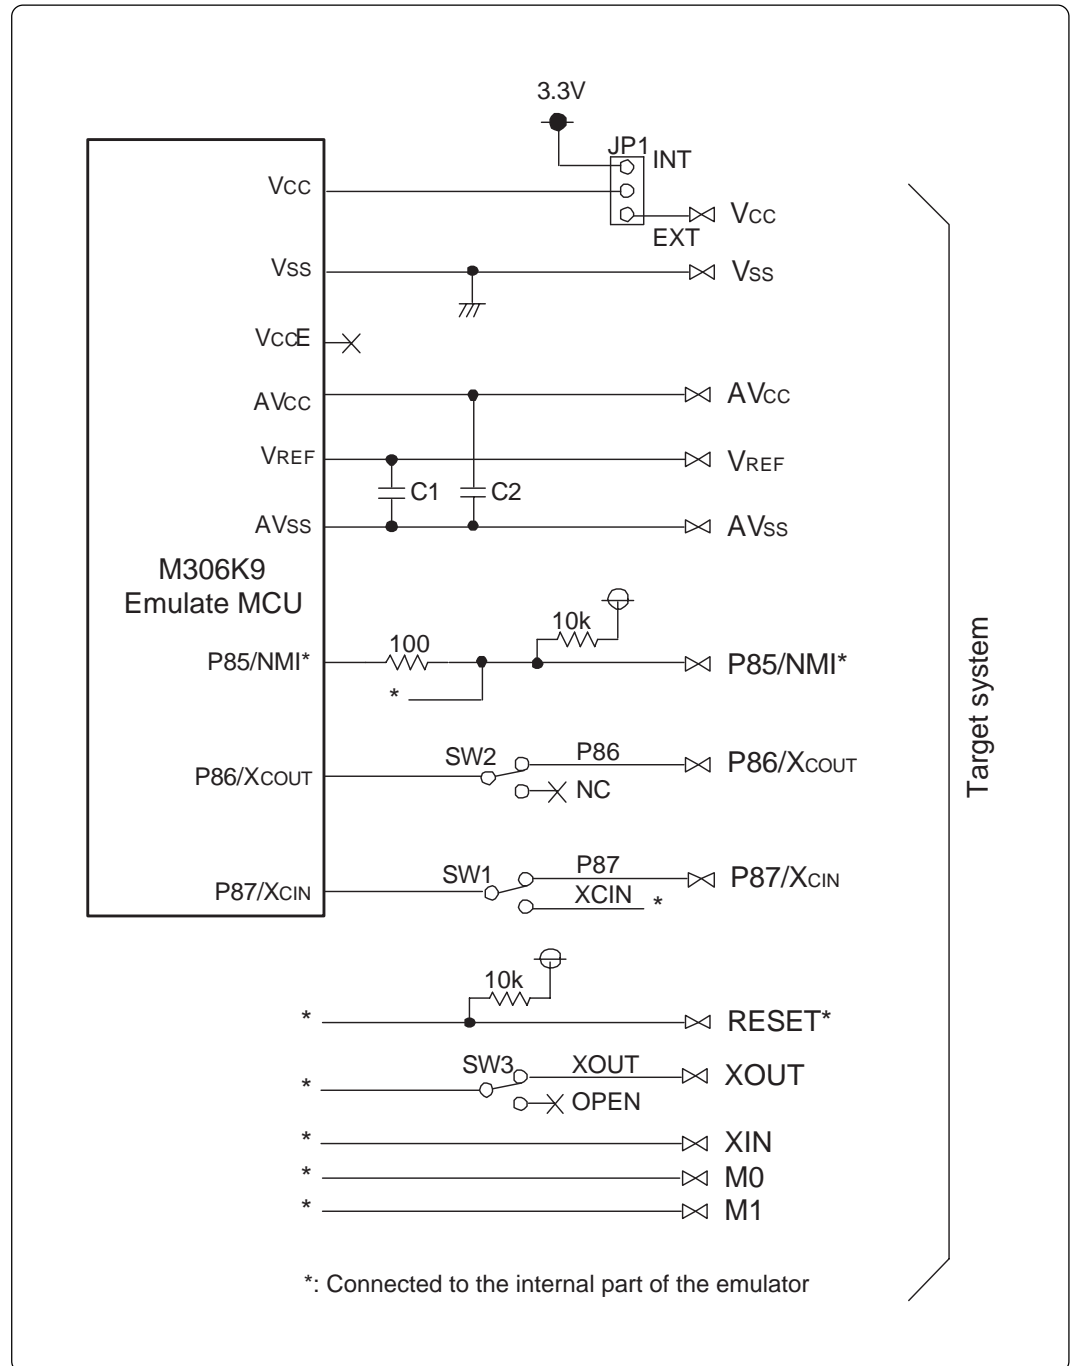 3.3V
JP1
INT
VCC
VCC
EXT
VSS
VSS
VCCE
AVCC
AVCC
VREF
VREF
C1
C2
AVSS
AVSS
M306K9
Emulate MCU
10k
100
P85/NMI*
P85/NMI*
*
SW2
P86
P86/XCOUT
P86/XCOUT
NC
SW1
P87
P87/XCIN
P87/XCIN
XCIN
*
Target system
10k
*
RESET*
SW3
XOUT
XOUT
*
OPEN
*
XIN
*
M0
*
M1
*: Connected to the internal part of the emulator